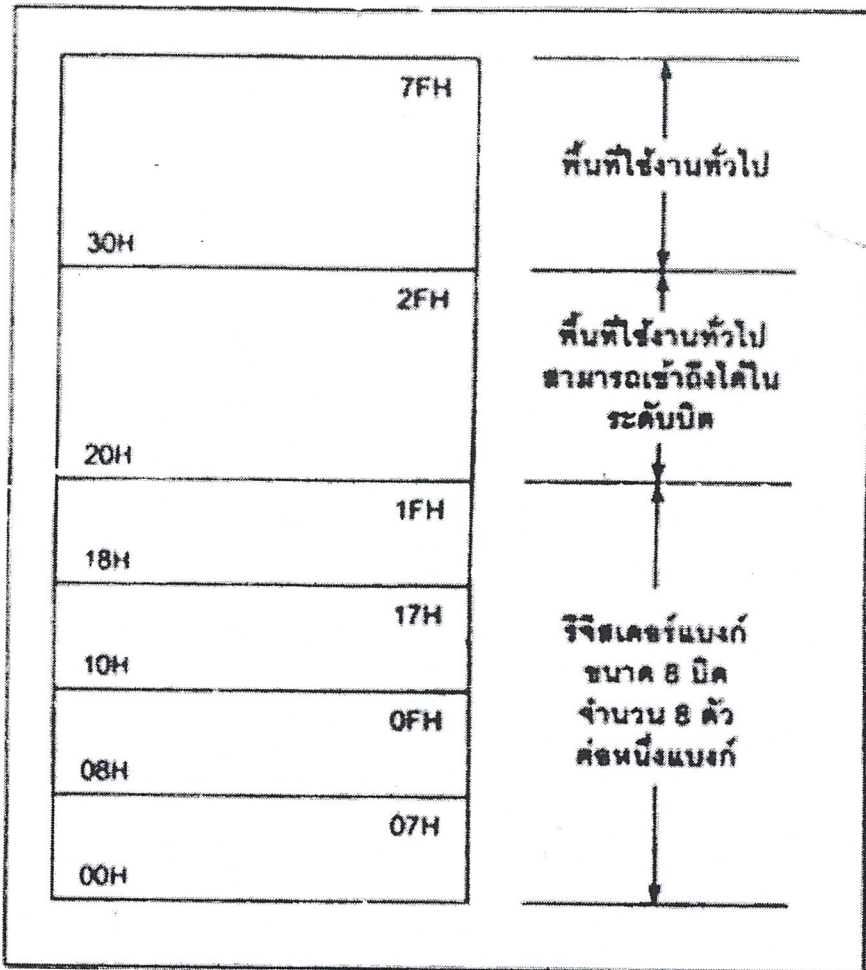 7FH
พื้นที่ใช้งานทั่วไป
30H
2FH
พื้นที่ใช้งานทั่วไป
สามารถเข้าถึงได้ใน
ระดับบิต
20H
1FH
18H
17H
รีจิสเตอร์แบงก์
ขนาด 8 บิต
10H
จำนวน 8 ตัว
0FH
ต่อหนึ่งแบงก์
08H
07H
00H